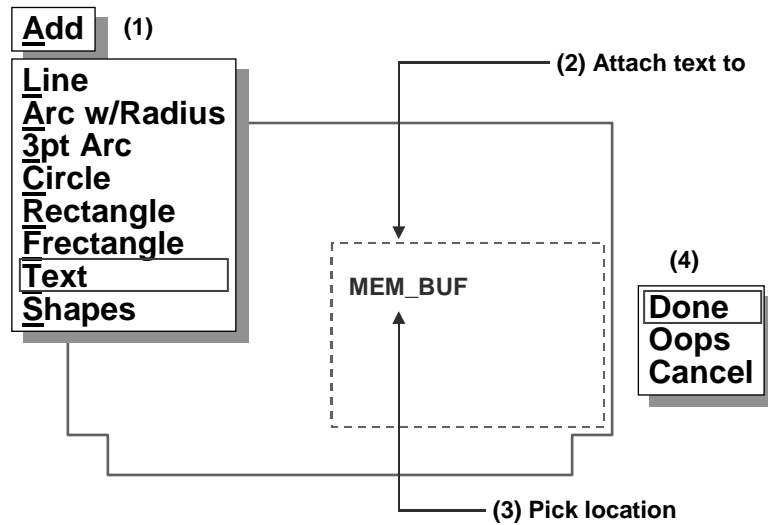 Add (1)
Line
Arc w/Radius
3pt Arc
Circle
Rectangle
Frectangle
Text
Shapes
(2) Attach text to
MEM_BUF
(3) Pick location
(4)
Done
Oops
Cancel